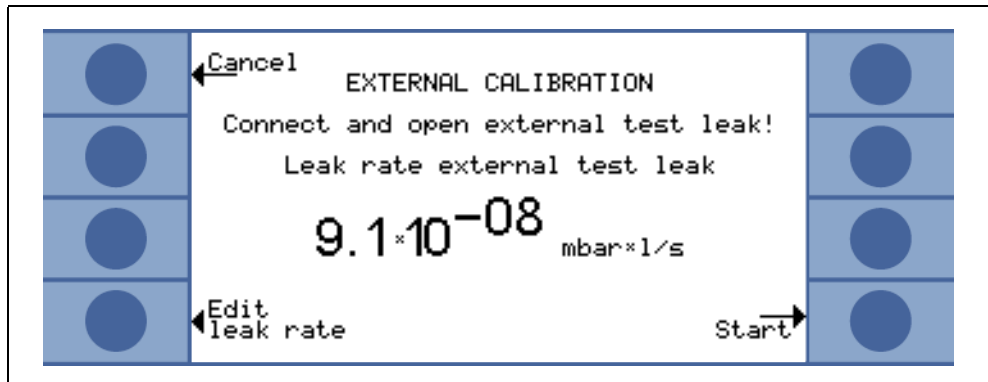 Cancel
EXTERNAL CALIBRATION
Connect and open external test leak!
Leak rate external test leak
9.1×10⁻⁰⁸ mbar×l/s
Edit
leak rate
Start